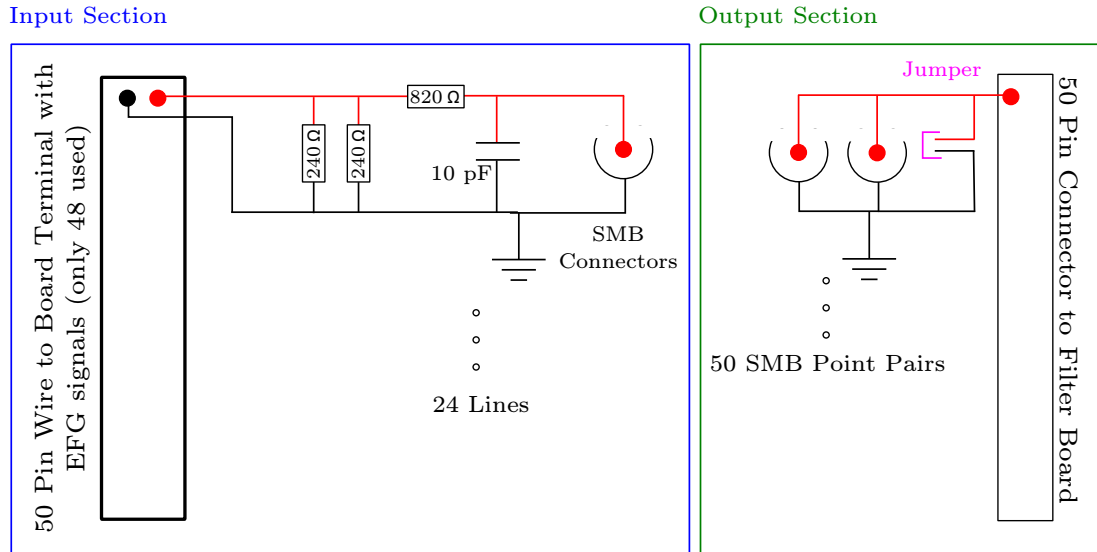 Input Section
Output Section
50 Pin Wire to Board Terminal with
EFG signals (only 48 used)
820 Ω
240 Ω
240 Ω
10 pF
SMB
Connectors
24 Lines
Jumper
50 SMB Point Pairs
50 Pin Connector to Filter Board